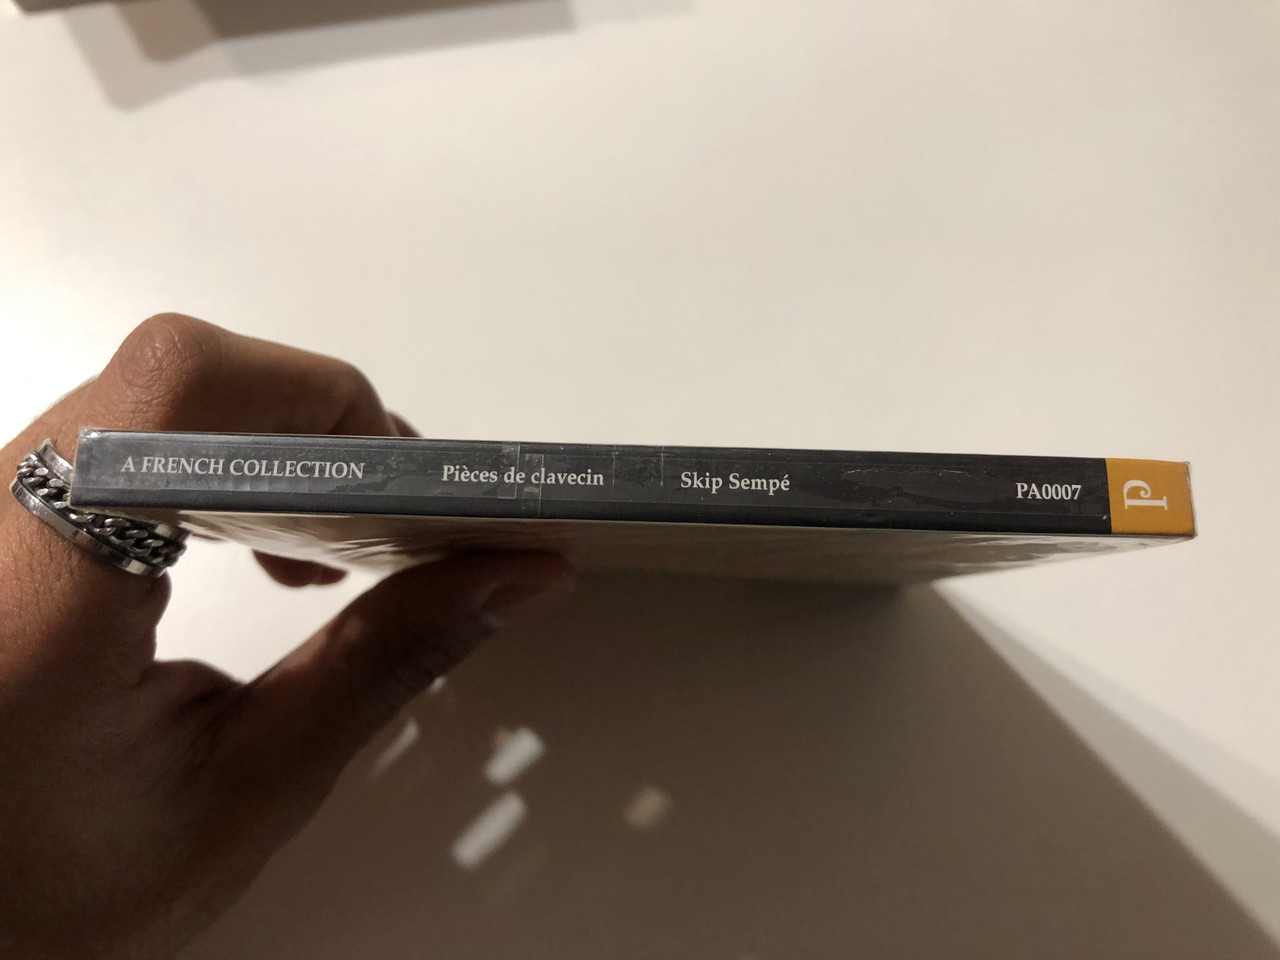 A FRENCH COLLECTION Pièces de clavecin Skip Sempé PA0007 P